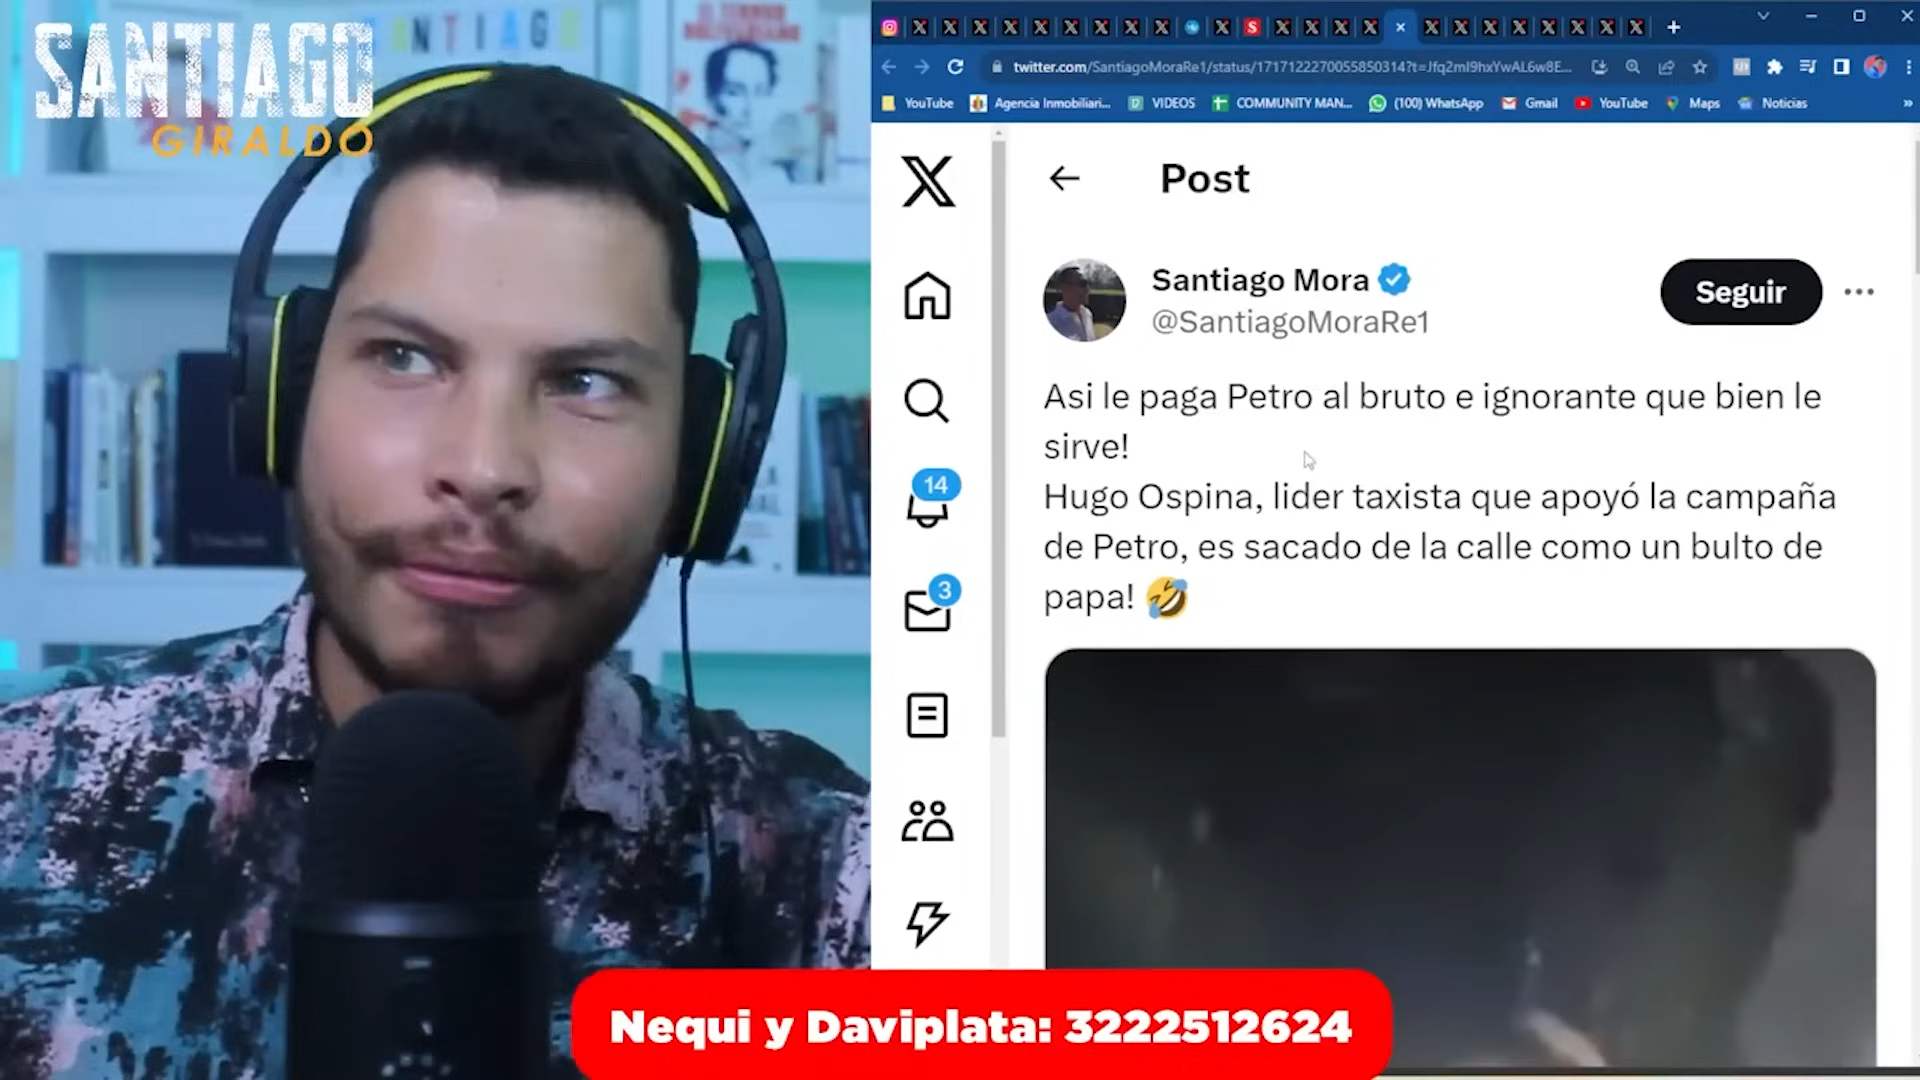 SANTIAGO
GIRALDO
SANTIAGO
twitter.com/SantiagoMoraRe1/status/1717122270055850314?t=Jfq2ml9hxYwAL6w8E...
YouTube
Agencia Inmobiliari...
VIDEOS
COMMUNITY MAN...
(100) WhatsApp
Gmail
YouTube
Maps
Noticias
»
Post
Santiago Mora
@SantiagoMoraRe1
Seguir
14
3
Asi le paga Petro al bruto e ignorante que bien le
sirve!
Hugo Ospina, lider taxista que apoyó la campaña
de Petro, es sacado de la calle como un bulto de
papa! 🤣
Nequi y Daviplata: 3222512624